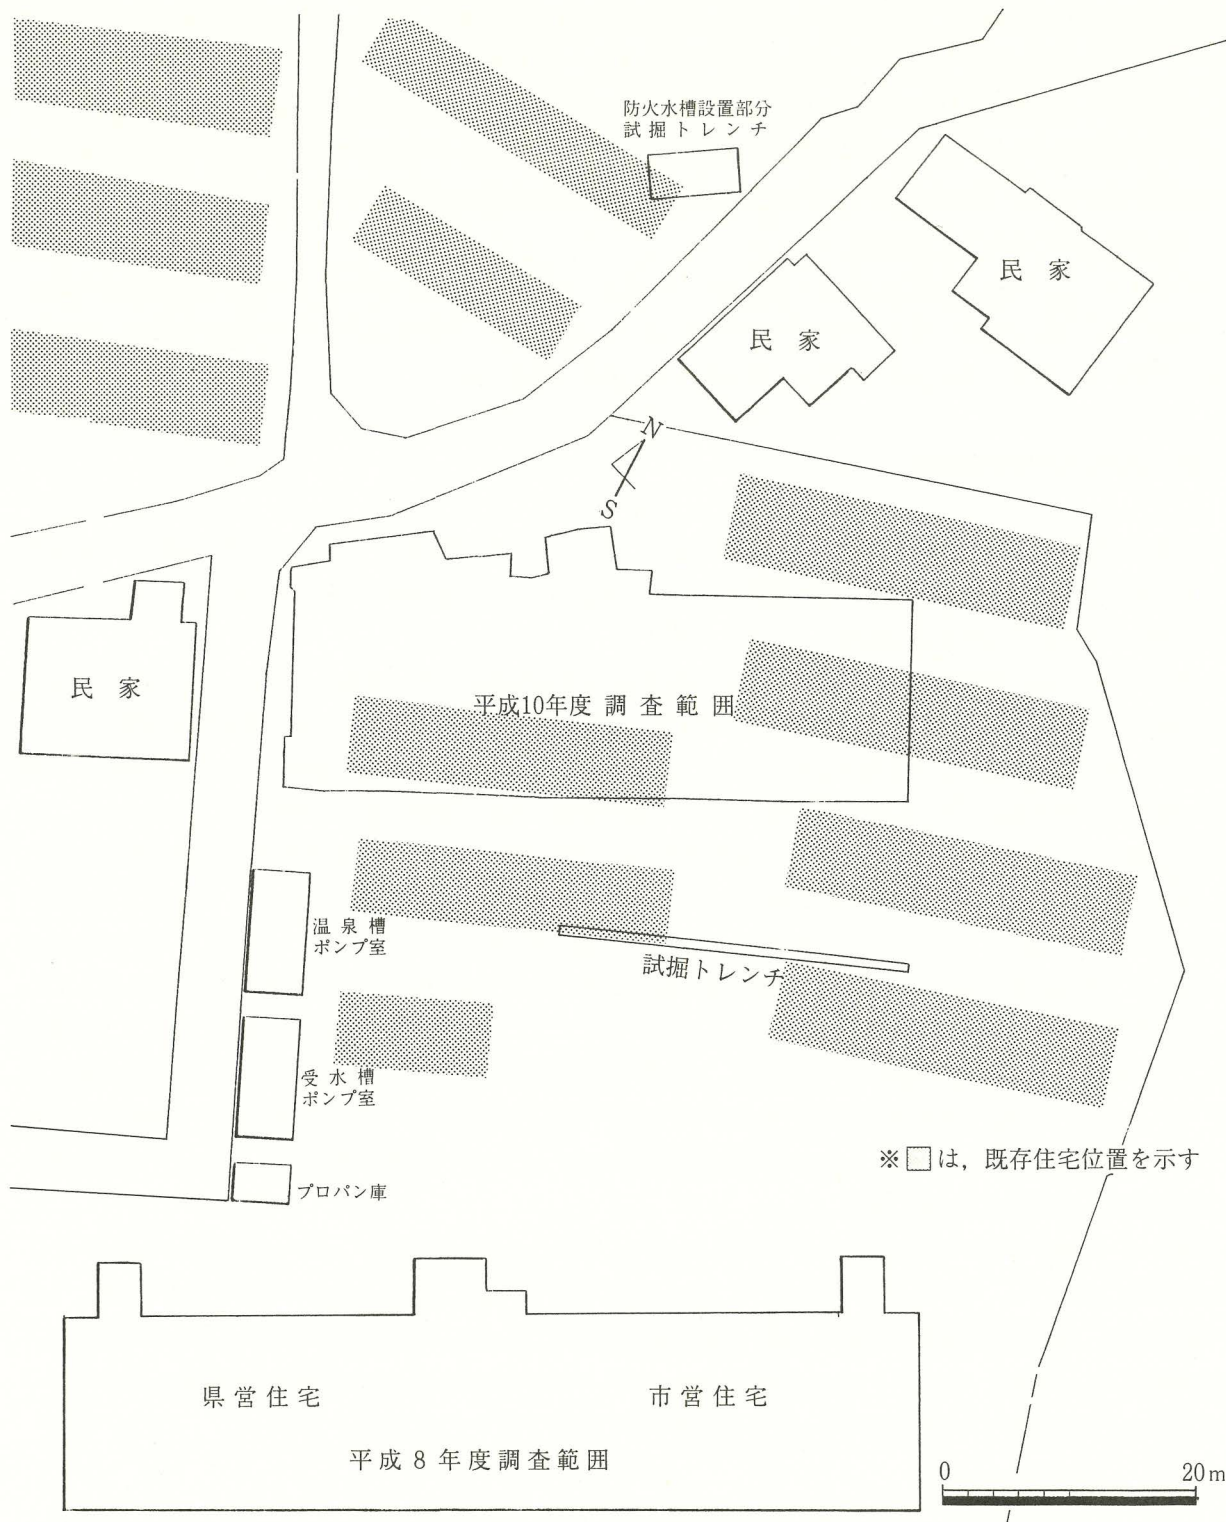 防火水槽設置部分
試掘トレンチ
民家
民家
N
S
民家
平成10年度調査範囲
温泉槽
ポンプ室
試掘トレンチ
受水槽
ポンプ室
※□は，既存住宅位置を示す
プロパン庫
県営住宅
市営住宅
平成8年度調査範囲
0
20m